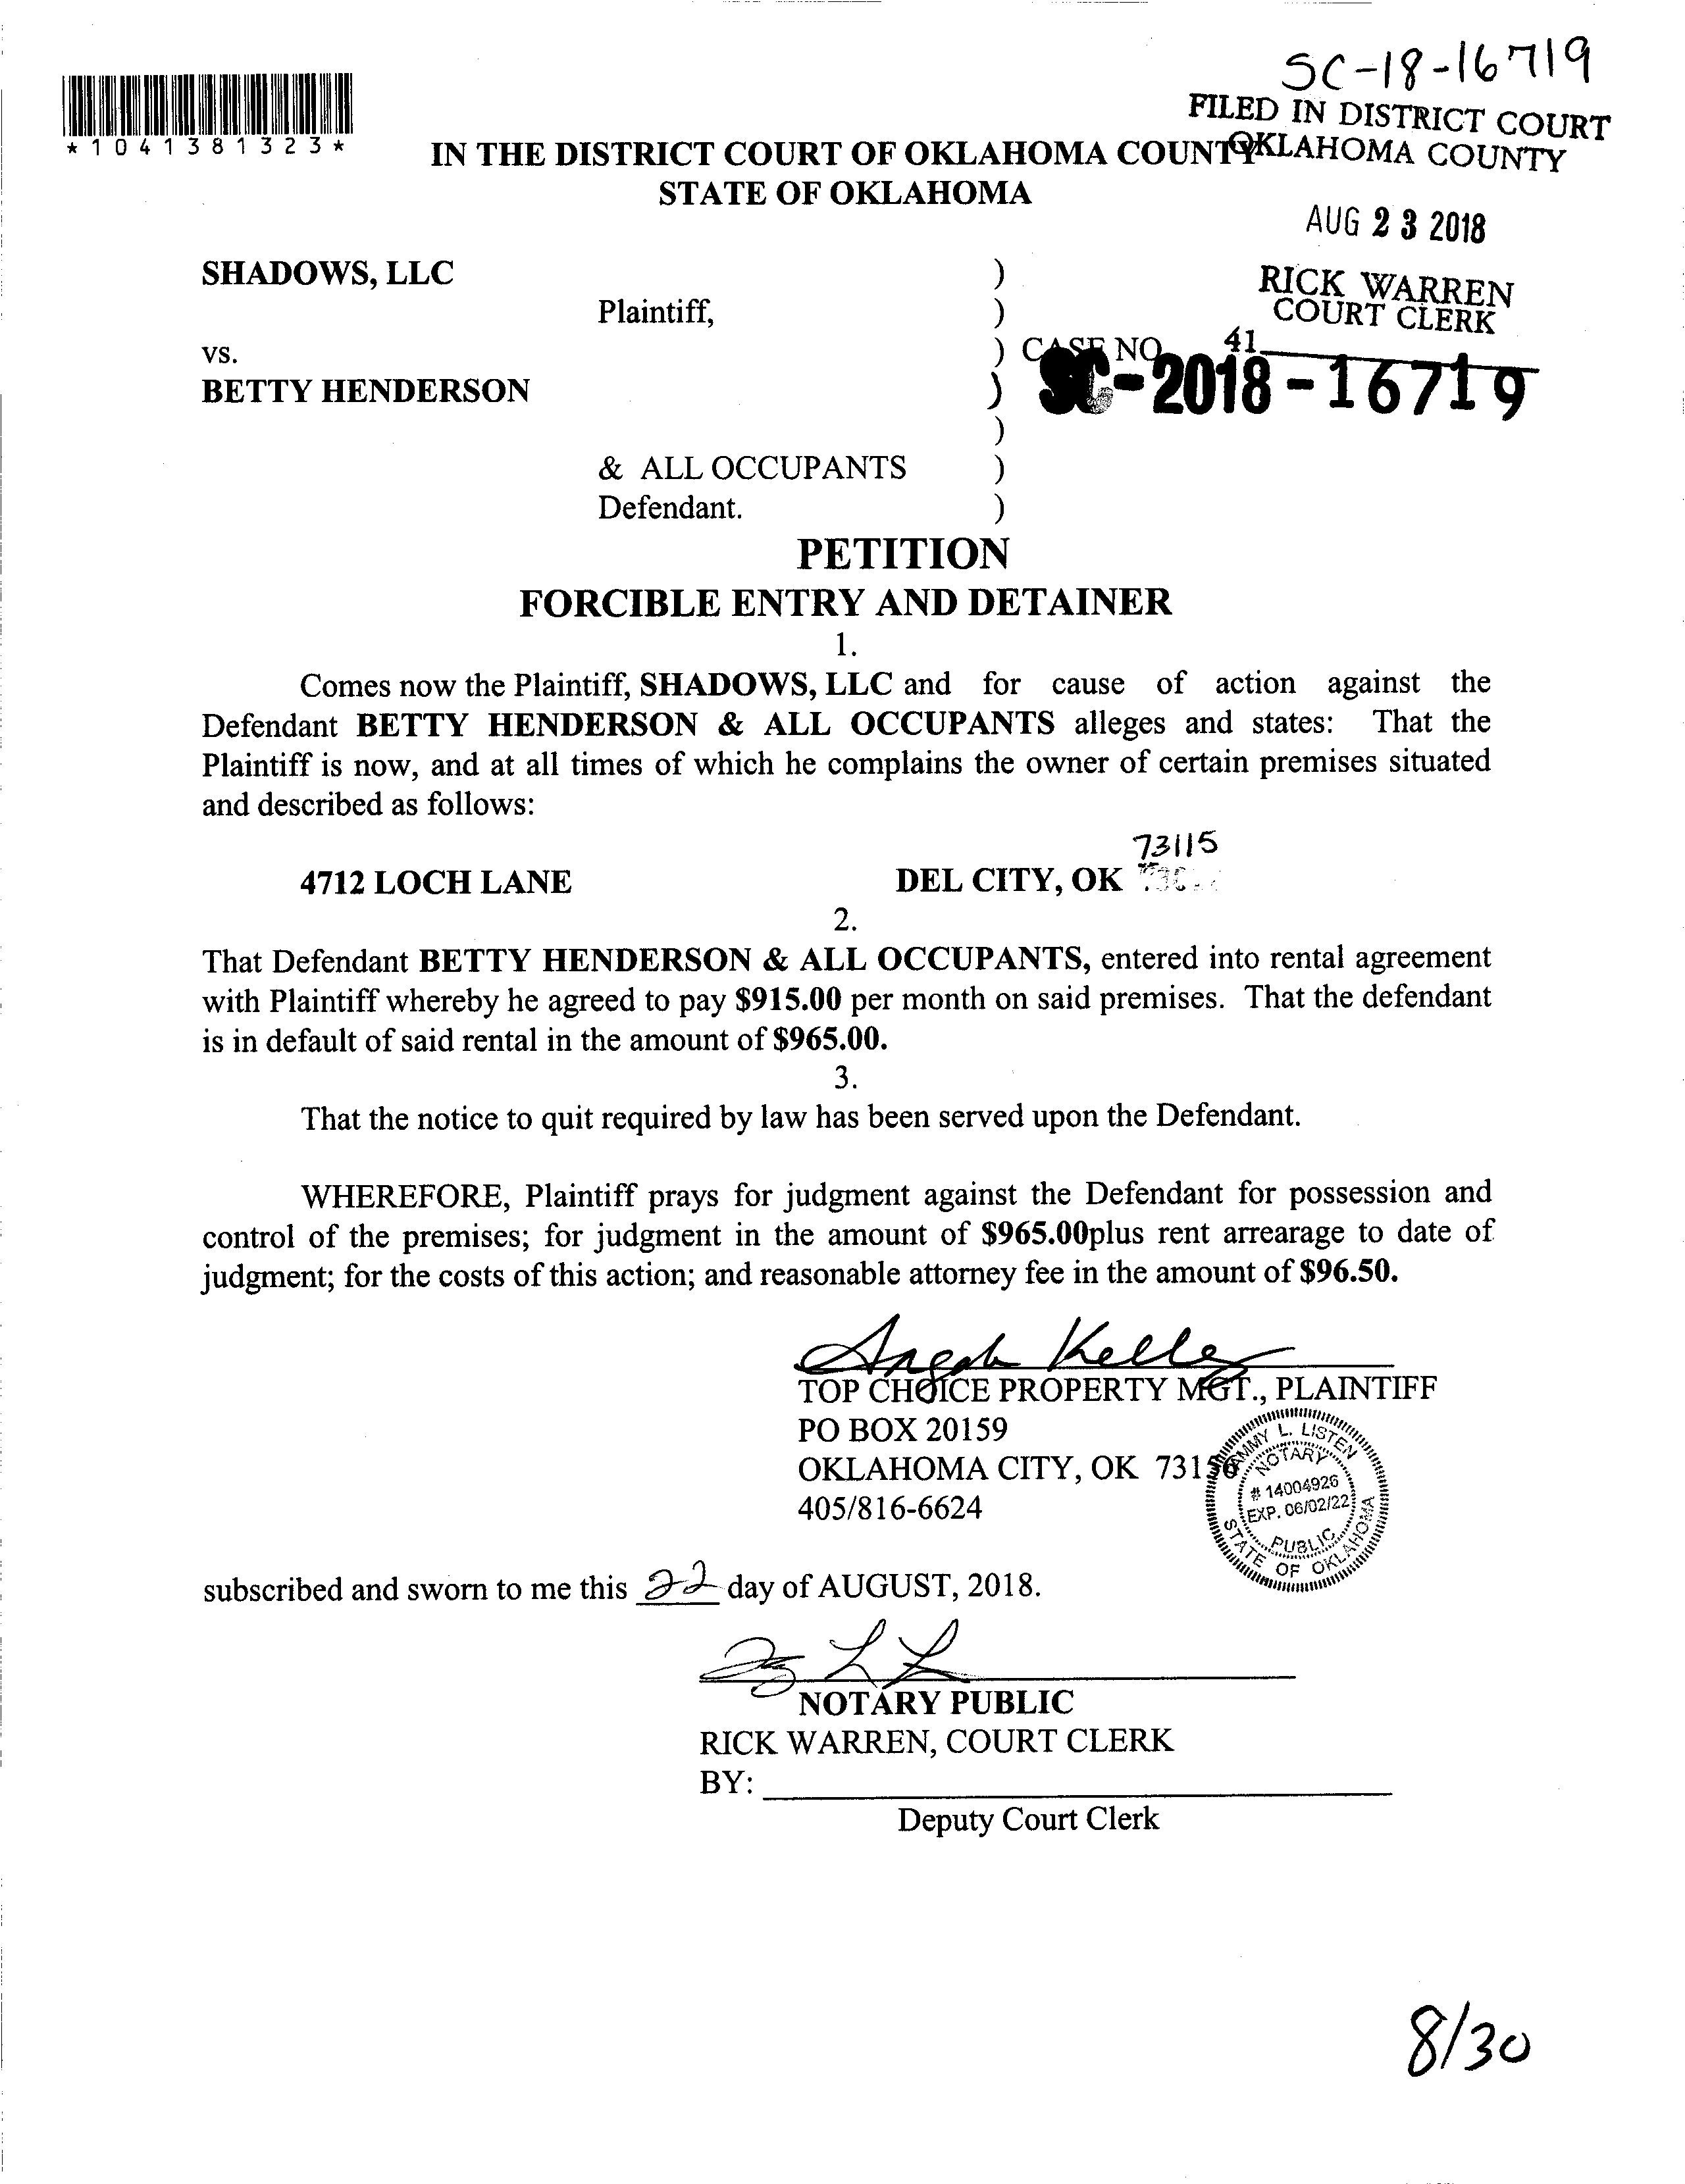 SC-18-16719
FILED IN DISTRICT COURT
OKLAHOMA COUNTY
*1041381323*
IN THE DISTRICT COURT OF OKLAHOMA COUNTY
STATE OF OKLAHOMA
AUG 23 2018
SHADOWS, LLC )
RICK WARREN
COURT CLERK
Plaintiff, )
41
vs. ) CASE NO.
BETTY HENDERSON ) SC-2018-16719
)
& ALL OCCUPANTS )
Defendant. )
PETITION
FORCIBLE ENTRY AND DETAINER
1.
Comes now the Plaintiff, SHADOWS, LLC and for cause of action against the
Defendant BETTY HENDERSON & ALL OCCUPANTS alleges and states: That the
Plaintiff is now, and at all times of which he complains the owner of certain premises situated
and described as follows:
73115
4712 LOCH LANE DEL CITY, OK
2.
That Defendant BETTY HENDERSON & ALL OCCUPANTS, entered into rental agreement
with Plaintiff whereby he agreed to pay $915.00 per month on said premises. That the defendant
is in default of said rental in the amount of $965.00.
3.
That the notice to quit required by law has been served upon the Defendant.
WHEREFORE, Plaintiff prays for judgment against the Defendant for possession and
control of the premises; for judgment in the amount of $965.00plus rent arrearage to date of
judgment; for the costs of this action; and reasonable attorney fee in the amount of $96.50.
Kelley
TOP CHOICE PROPERTY MGT., PLAINTIFF
PO BOX 20159
OKLAHOMA CITY, OK 73156
405/816-6624
L. LISTEN
NOTARY
# 14004926
EXP. 06/02/22
PUBLIC
STATE OF OKLAHOMA
subscribed and sworn to me this 22 day of AUGUST, 2018.
NOTARY PUBLIC
RICK WARREN, COURT CLERK
BY:
Deputy Court Clerk
8/30